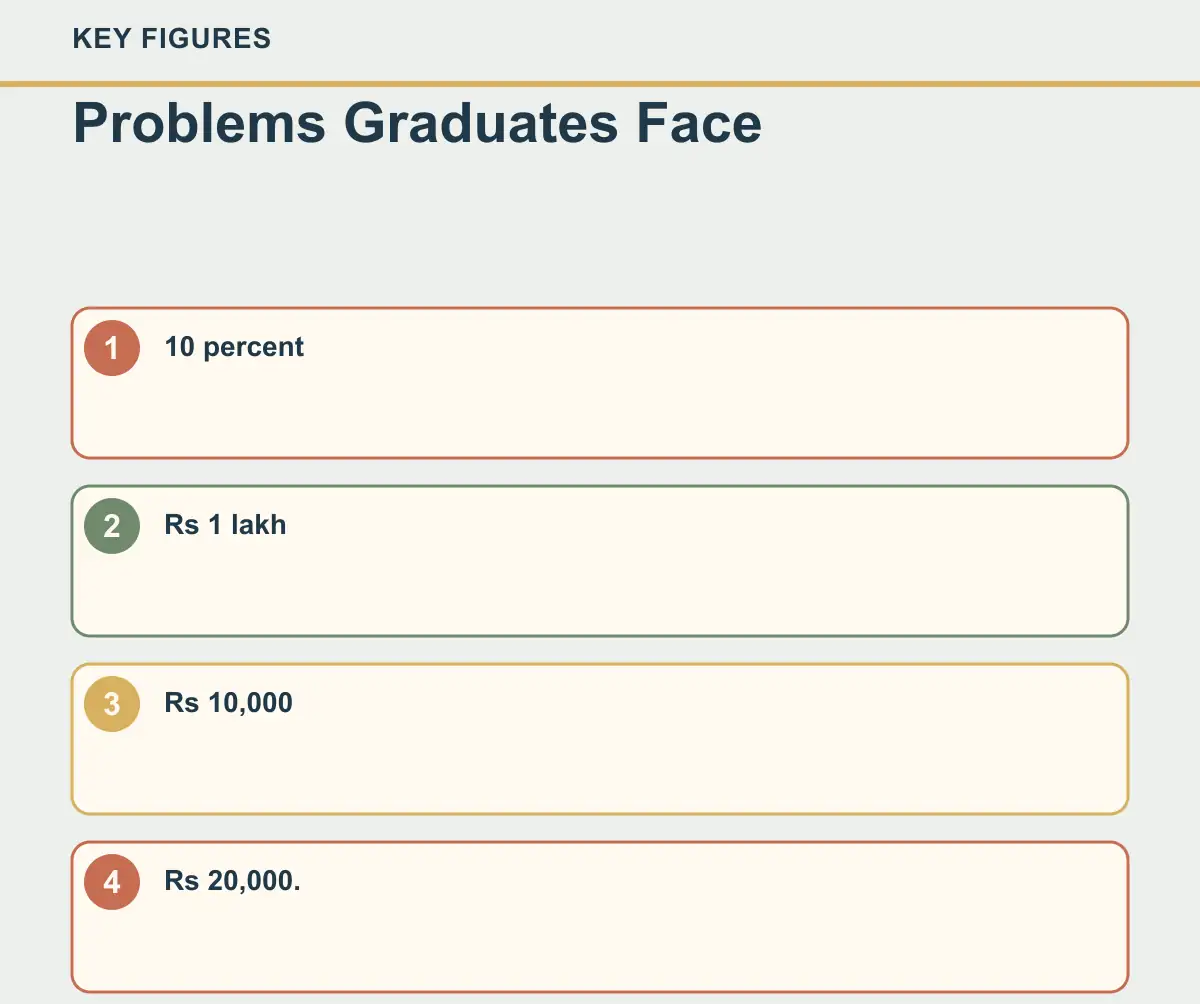 KEY FIGURES
Problems Graduates Face
1 10 percent
2 Rs 1 lakh
3 Rs 10,000
4 Rs 20,000.